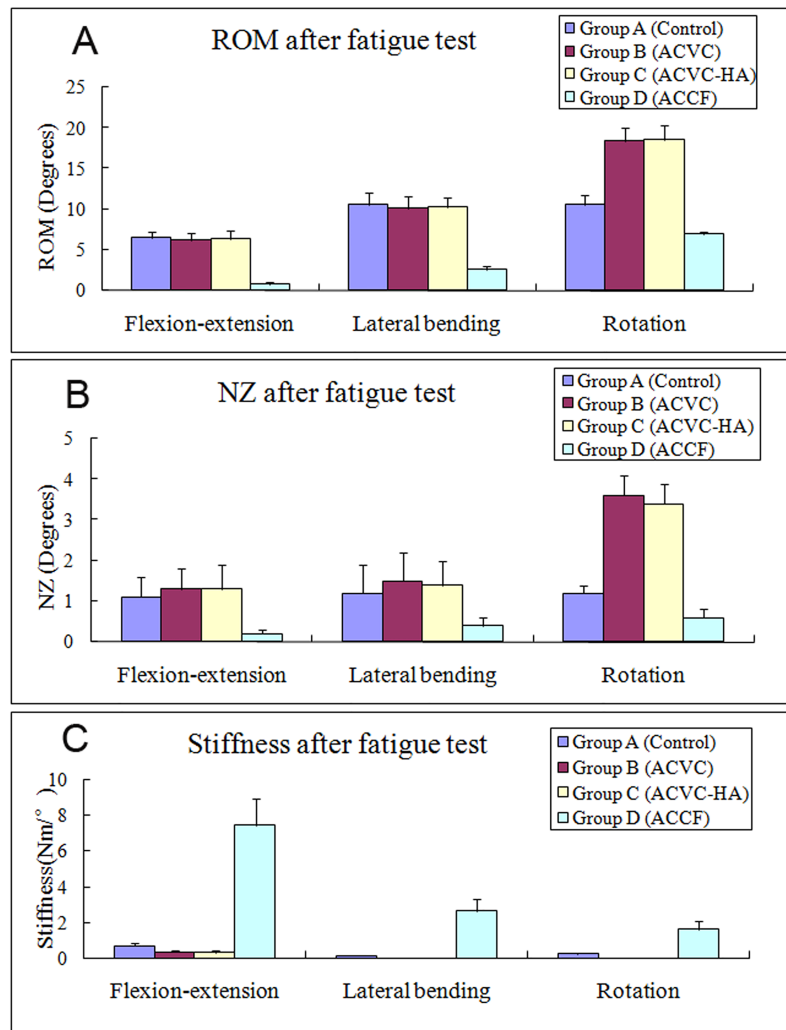 A
ROM after fatigue test
Group A (Control)
Group B (ACVC)
Group C (ACVC-HA)
Group D (ACCF)
ROM (Degrees)
25
20
15
10
5
0
Flexion-extension Lateral bending Rotation
B
NZ after fatigue test
Group A (Control)
Group B (ACVC)
Group C (ACVC-HA)
Group D (ACCF)
NZ (Degrees)
5
4
3
2
1
0
Flexion-extension Lateral bending Rotation
C
Stiffness after fatigue test
Group A (Control)
Group B (ACVC)
Group C (ACVC-HA)
Group D (ACCF)
Stiffness(Nm/°)
10
8
6
4
2
0
Flexion-extension Lateral bending Rotation